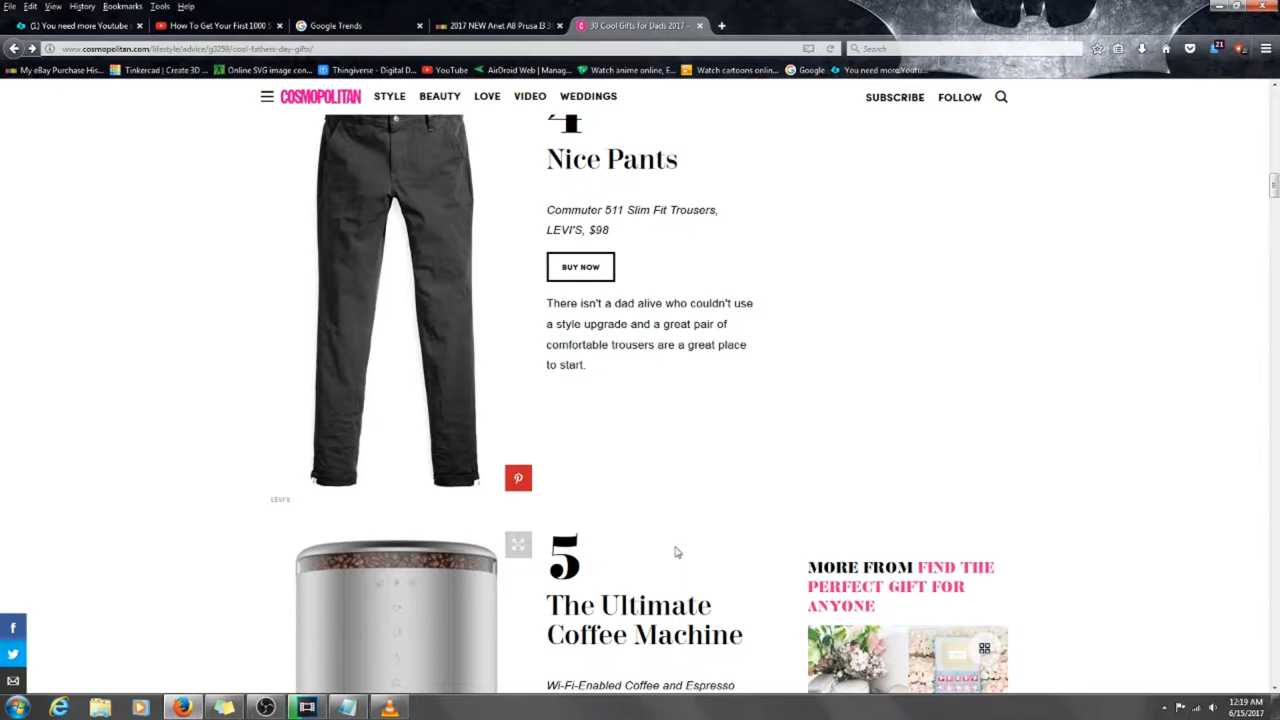 File Edit View History Bookmarks Tools Help
(1) You need more Youtube
How To Get Your First 1000 S
Google Trends
2017 NEW Anet A8 Prusa I3 3
30 Cool Gifts for Dads 2017 -
www.cosmopolitan.com/lifestyle/advice/g3259/cool-fathers-day-gifts/
Search
21
My eBay Purchase His...
Tinkercad | Create 3D ...
Online SVG image con...
Thingiverse - Digital D...
YouTube
AirDroid Web | Manag...
Watch anime online, E...
Watch cartoons onlin...
Google
You need more Youtu...
COSMOPOLITAN STYLE BEAUTY LOVE VIDEO WEDDINGS
SUBSCRIBE FOLLOW
4
Nice Pants
Commuter 511 Slim Fit Trousers,
LEVI'S, $98
BUY NOW
There isn't a dad alive who couldn't use
a style upgrade and a great pair of
comfortable trousers are a great place
to start.
LEVI'S
5
The Ultimate
Coffee Machine
Wi-Fi-Enabled Coffee and Espresso
MORE FROM FIND THE
PERFECT GIFT FOR
ANYONE
12:19 AM
6/15/2017